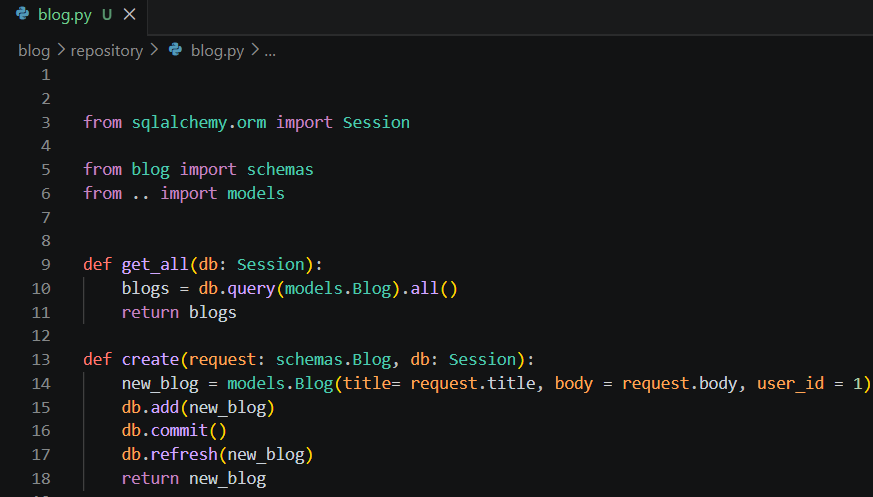 blog.py U
blog > repository > blog.py > ...
1
2
3 from sqlalchemy.orm import Session
4
5 from blog import schemas
6 from .. import models
7
8
9 def get_all(db: Session):
10     blogs = db.query(models.Blog).all()
11     return blogs
12
13 def create(request: schemas.Blog, db: Session):
14     new_blog = models.Blog(title= request.title, body = request.body, user_id = 1)
15     db.add(new_blog)
16     db.commit()
17     db.refresh(new_blog)
18     return new_blog